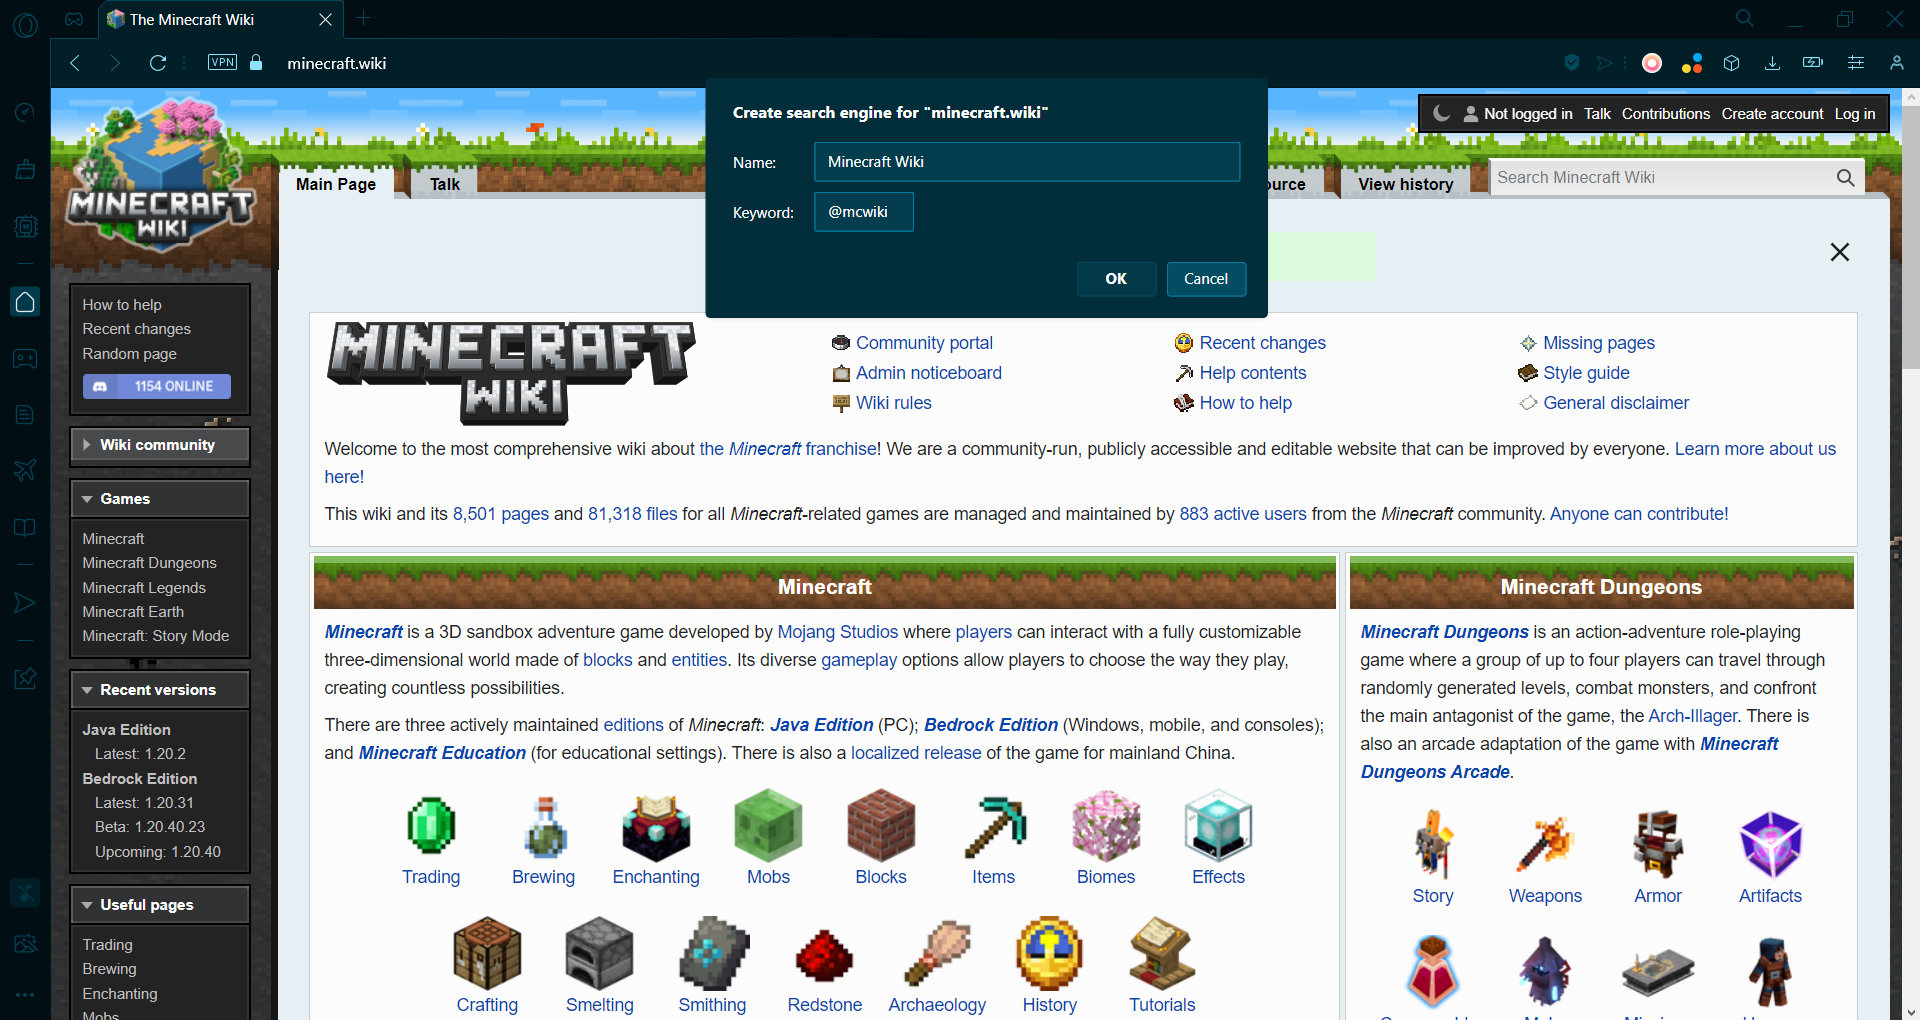 The Minecraft Wiki
VPN
minecraft.wiki
Create search engine for "minecraft.wiki"
Name:
Minecraft Wiki
Keyword:
@mcwiki
OK
Cancel
Not logged in
Talk
Contributions
Create account
Log in
MINECRAFT
WIKI
Main Page
Talk
ource
View history
Search Minecraft Wiki
How to help
Recent changes
Random page
1154 ONLINE
Wiki community
Games
Minecraft
Minecraft Dungeons
Minecraft Legends
Minecraft Earth
Minecraft: Story Mode
Recent versions
Java Edition
Latest: 1.20.2
Bedrock Edition
Latest: 1.20.31
Beta: 1.20.40.23
Upcoming: 1.20.40
Useful pages
Trading
Brewing
Enchanting
Mobs
MINECRAFT
WIKI
Community portal
Recent changes
Missing pages
Admin noticeboard
Help contents
Style guide
Wiki rules
How to help
General disclaimer
Welcome to the most comprehensive wiki about the Minecraft franchise! We are a community-run, publicly accessible and editable website that can be improved by everyone. Learn more about us
here!
This wiki and its 8,501 pages and 81,318 files for all Minecraft-related games are managed and maintained by 883 active users from the Minecraft community. Anyone can contribute!
Minecraft
Minecraft is a 3D sandbox adventure game developed by Mojang Studios where players can interact with a fully customizable
three-dimensional world made of blocks and entities. Its diverse gameplay options allow players to choose the way they play,
creating countless possibilities.
There are three actively maintained editions of Minecraft: Java Edition (PC); Bedrock Edition (Windows, mobile, and consoles);
and Minecraft Education (for educational settings). There is also a localized release of the game for mainland China.
Trading
Brewing
Enchanting
Mobs
Blocks
Items
Biomes
Effects
Crafting
Smelting
Smithing
Redstone
Archaeology
History
Tutorials
Minecraft Dungeons
Minecraft Dungeons is an action-adventure role-playing
game where a group of up to four players can travel through
randomly generated levels, combat monsters, and confront
the main antagonist of the game, the Arch-Illager. There is
also an arcade adaptation of the game with Minecraft
Dungeons Arcade.
Story
Weapons
Armor
Artifacts